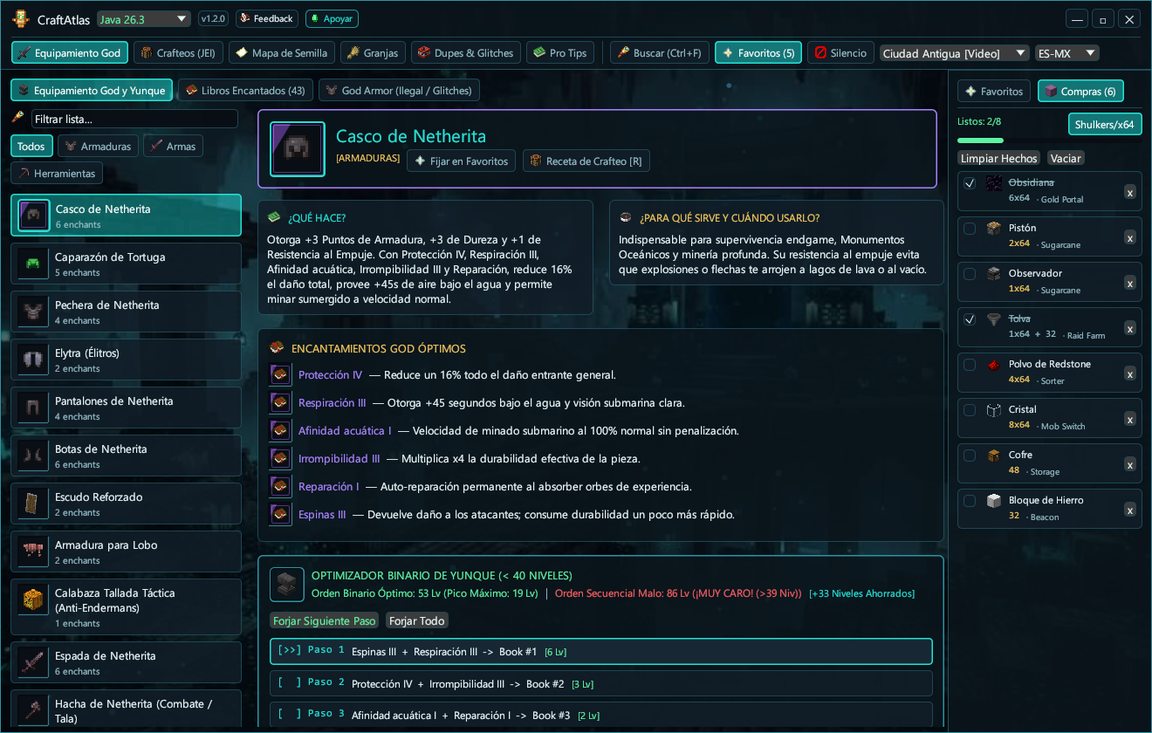 CraftAtlas Java 26.3 v1.2.0 Feedback Apoyar
Equipamiento God Crafteos (JEI) Mapa de Semilla Granjas Dupes & Glitches Pro Tips Buscar (Ctrl+F) Favoritos (5) Silencio Ciudad Antigua [Video] ES-MX
Equipamiento God y Yunque Libros Encantados (43) God Armor (Ilegal / Glitches)
Filtrar lista...
Todos Armaduras Armas
Herramientas
Casco de Netherita
6 enchants
Caparazón de Tortuga
5 enchants
Pechera de Netherita
4 enchants
Elytra (Élitros)
2 enchants
Pantalones de Netherita
4 enchants
Botas de Netherita
6 enchants
Escudo Reforzado
2 enchants
Armadura para Lobo
2 enchants
Calabaza Tallada Táctica
(Anti-Endermans)
1 enchants
Espada de Netherita
6 enchants
Hacha de Netherita (Combate /
Tala)
Casco de Netherita
[ARMADURAS] Fijar en Favoritos Receta de Crafteo [R]
¿QUÉ HACE?
Otorga +3 Puntos de Armadura, +3 de Dureza y +1 de
Resistencia al Empuje. Con Protección IV, Respiración III,
Afinidad acuática, Irrompibilidad III y Reparación, reduce 16%
el daño total, provee +45s de aire bajo el agua y permite
minar sumergido a velocidad normal.
¿PARA QUÉ SIRVE Y CUÁNDO USARLO?
Indispensable para supervivencia endgame, Monumentos
Oceánicos y minería profunda. Su resistencia al empuje evita
que explosiones o flechas te arrojen a lagos de lava o al vacío.
ENCANTAMIENTOS GOD ÓPTIMOS
Protección IV — Reduce un 16% todo el daño entrante general.
Respiración III — Otorga +45 segundos bajo el agua y visión submarina clara.
Afinidad acuática I — Velocidad de minado submarino al 100% normal sin penalización.
Irrompibilidad III — Multiplica x4 la durabilidad efectiva de la pieza.
Reparación I — Auto-reparación permanente al absorber orbes de experiencia.
Espinas III — Devuelve daño a los atacantes; consume durabilidad un poco más rápido.
OPTIMIZADOR BINARIO DE YUNQUE (< 40 NIVELES)
Orden Binario Óptimo: 53 Lv (Pico Máximo: 19 Lv) | Orden Secuencial Malo: 86 Lv (¡MUY CARO! (>39 Niv)) [+33 Niveles Ahorrados]
Forjar Siguiente Paso Forjar Todo
[>>] Paso 1 Espinas III + Respiración III -> Book #1 [6 Lv]
[ ] Paso 2 Protección IV + Irrompibilidad III -> Book #2 [3 Lv]
[ ] Paso 3 Afinidad acuática I + Reparación I -> Book #3 [2 Lv]
Favoritos Compras (6)
Listos: 2/8 Shulkers/x64
Limpiar Hechos Vaciar
Obsidiana
6x64 · Gold Portal x
Pistón
2x64 · Sugarcane x
Observador
1x64 · Sugarcane x
Tolva
1x64 + 32 · Raid Farm x
Polvo de Redstone
4x64 · Sorter x
Cristal
8x64 · Mob Switch x
Cofre
48 · Storage x
Bloque de Hierro
32 · Beacon x